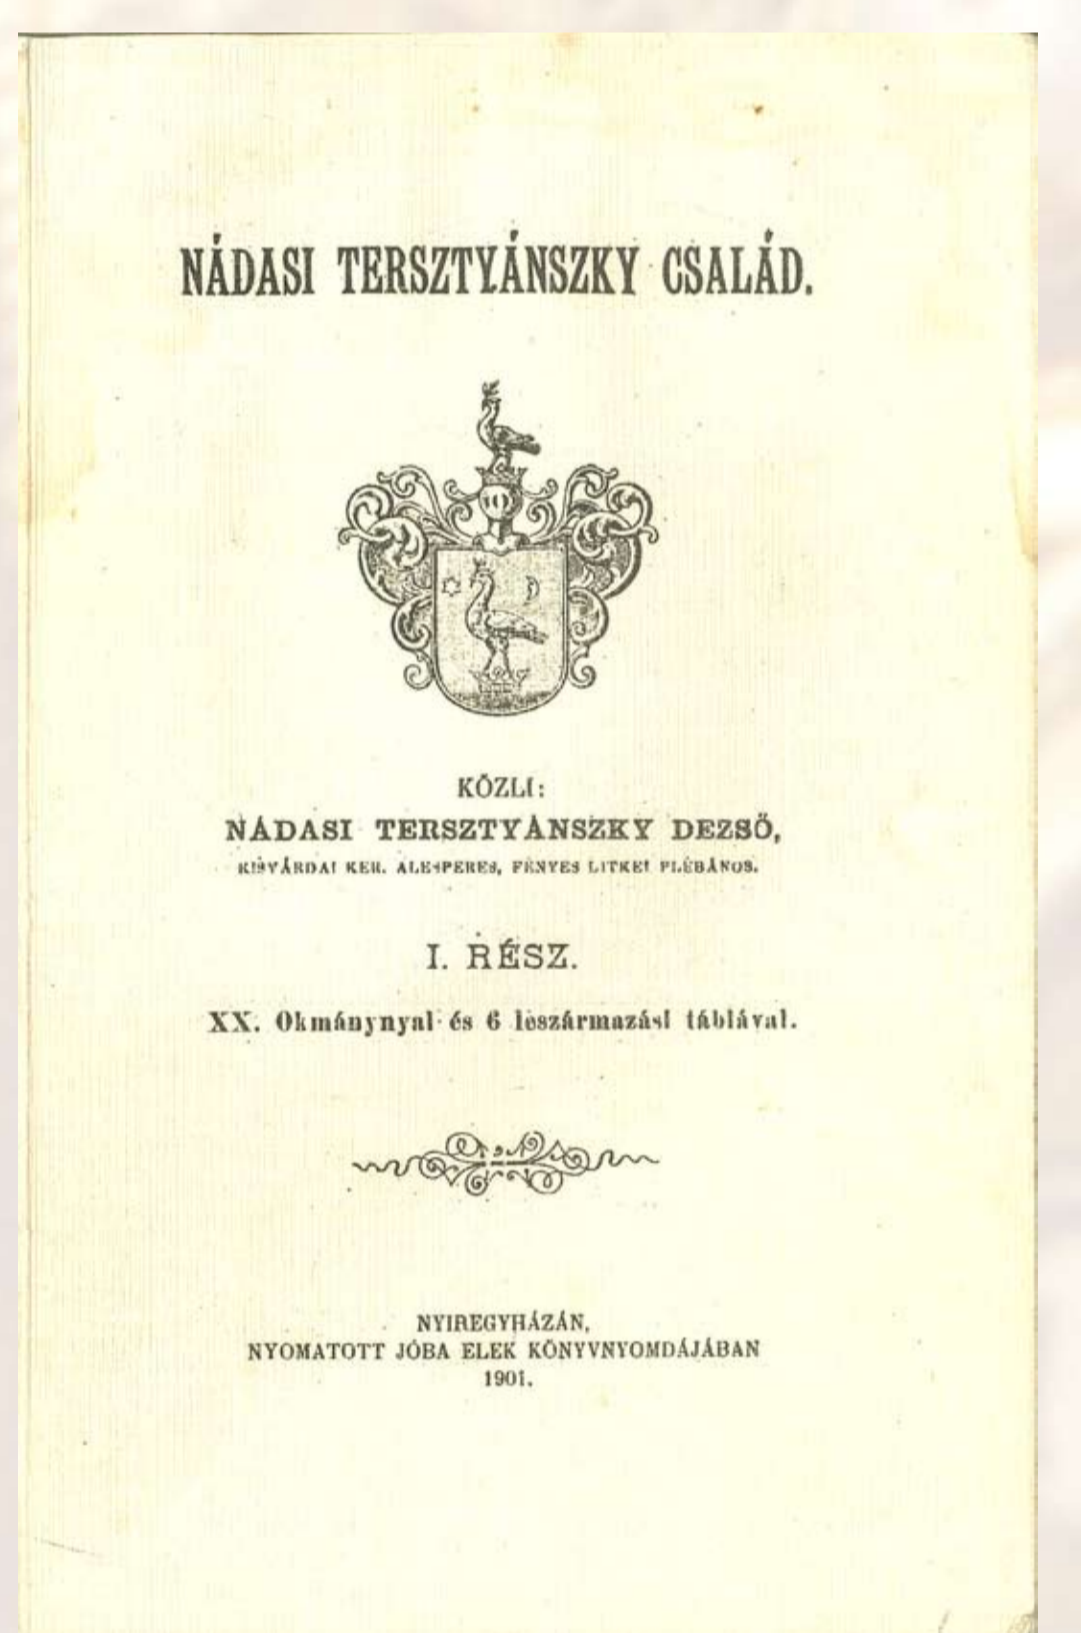 NÁDASI TERSZTYÁNSZKY CSALÁD.
KÖZLI:
NÁDASI TERSZTYÁNSZKY DEZSŐ,
KISVÁRDAI KER. ALESPERES, FÉNYES LITKEI PLÉBÁNOS.
I. RÉSZ.
XX. Okmánynyal és 6 leszármazási táblával.
NYIREGYHÁZÁN,
NYOMATOTT JÓBA ELEK KÖNYVNYOMDÁJÁBAN
1901.